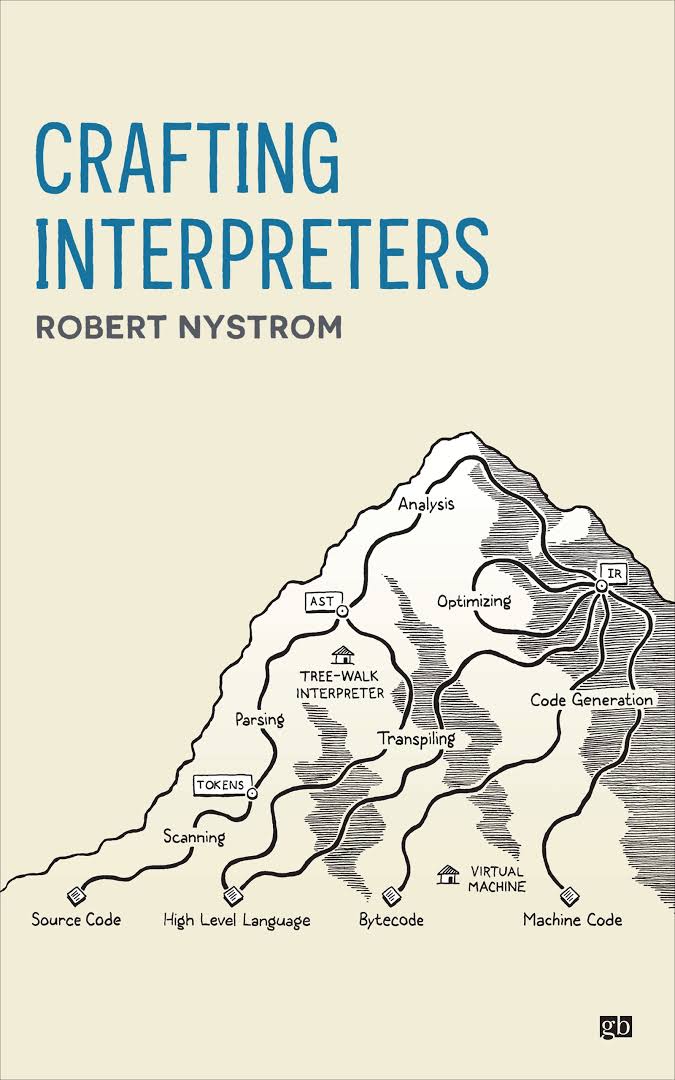 CRAFTING
INTERPRETERS
ROBERT NYSTROM
Analysis
IR
AST
Optimizing
TREE-WALK
INTERPRETER
Code Generation
Parsing
Transpiling
TOKENS
Scanning
VIRTUAL
MACHINE
Source Code
High Level Language
Bytecode
Machine Code
gb